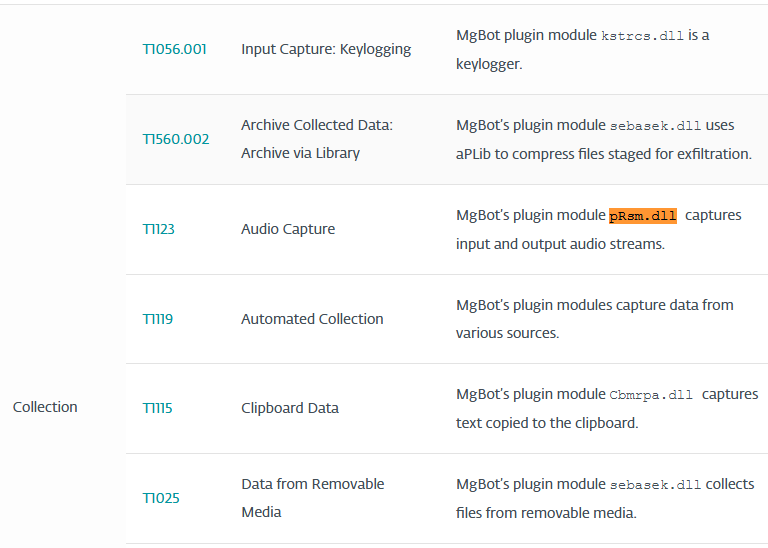 T1056.001 Input Capture: Keylogging MgBot plugin module kstrcs.dll is a
keylogger.
T1560.002 Archive Collected Data:
Archive via Library
MgBot's plugin module sebasek.dll uses
aPLib to compress files staged for exfiltration.
T1123 Audio Capture
MgBot's plugin module pRsm.dll captures
input and output audio streams.
T1119 Automated Collection
MgBot's plugin modules capture data from
various sources.
Collection
T1115 Clipboard Data
MgBot's plugin module Cbmrpa.dll captures
text copied to the clipboard.
T1025 Data from Removable
Media
MgBot's plugin module sebasek.dll collects
files from removable media.